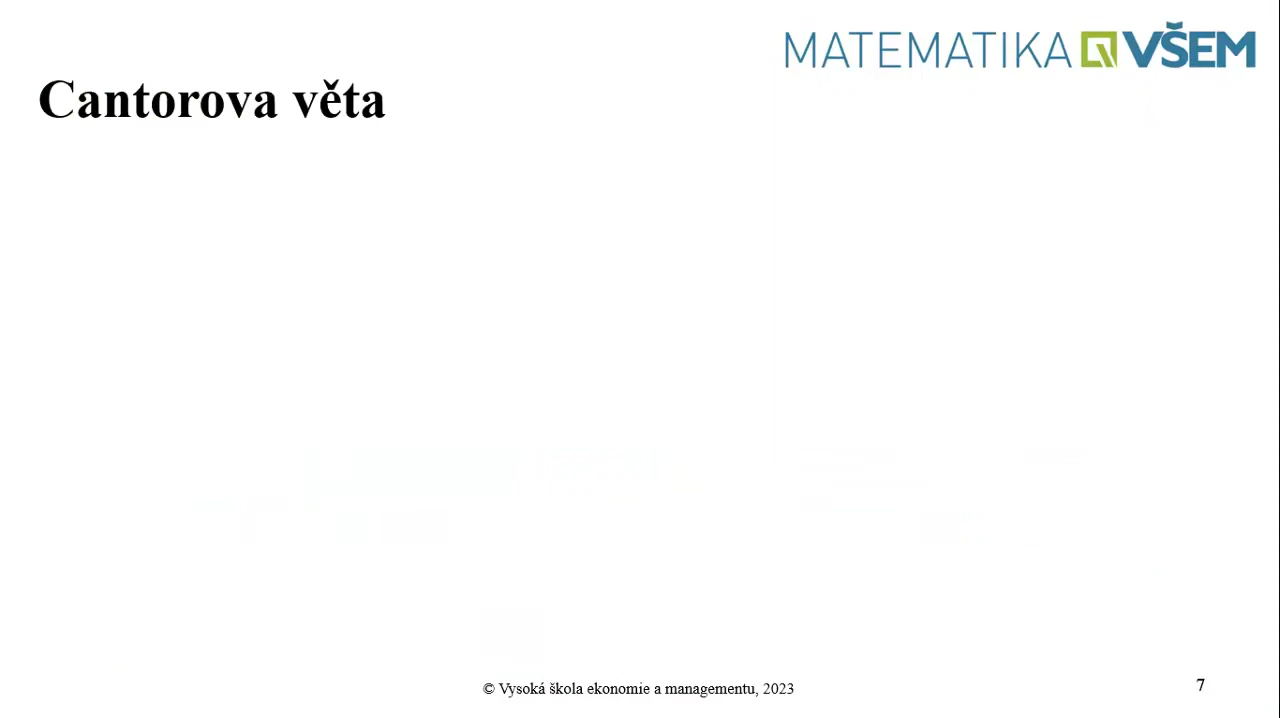 MATEMATIKA VŠEM
Cantorova věta
© Vysoká škola ekonomie a managementu, 2023
7